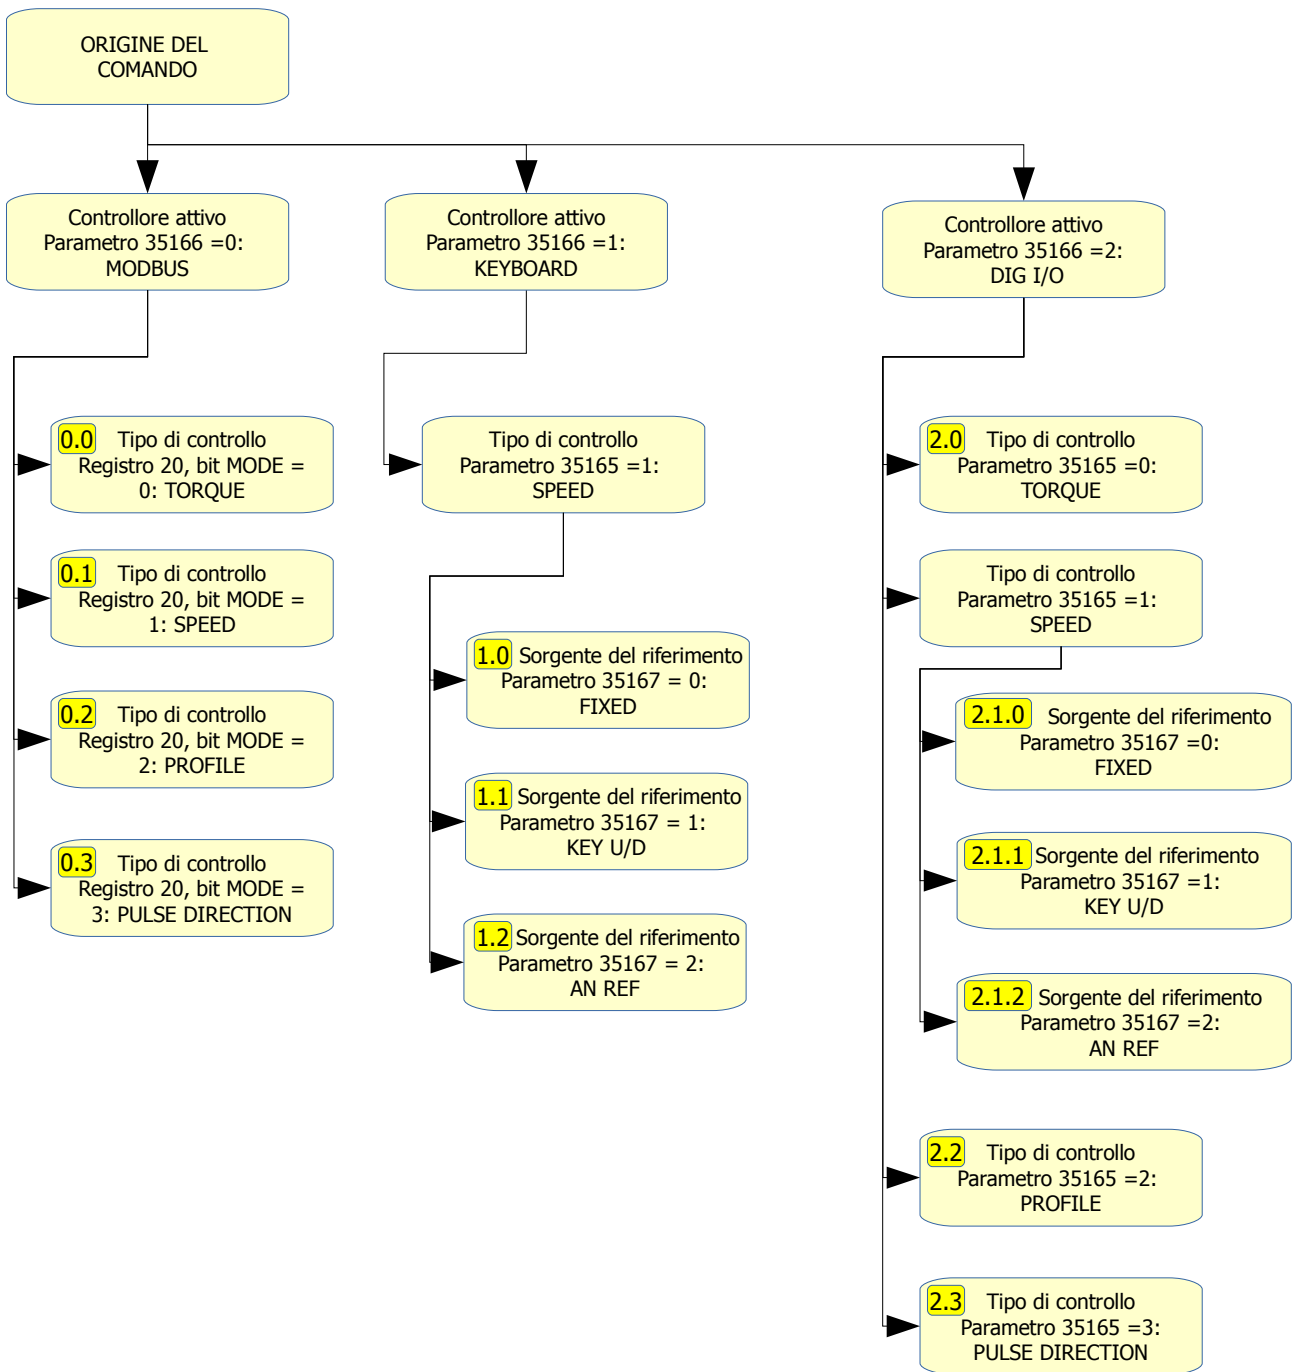 ORIGINE DEL
COMANDO
Controllore attivo
Parametro 35166 =0:
MODBUS
Controllore attivo
Parametro 35166 =1:
KEYBOARD
Controllore attivo
Parametro 35166 =2:
DIG I/O
0.0 Tipo di controllo
Registro 20, bit MODE =
0: TORQUE
0.1 Tipo di controllo
Registro 20, bit MODE =
1: SPEED
0.2 Tipo di controllo
Registro 20, bit MODE =
2: PROFILE
0.3 Tipo di controllo
Registro 20, bit MODE =
3: PULSE DIRECTION
Tipo di controllo
Parametro 35165 =1:
SPEED
1.0 Sorgente del riferimento
Parametro 35167 = 0:
FIXED
1.1 Sorgente del riferimento
Parametro 35167 = 1:
KEY U/D
1.2 Sorgente del riferimento
Parametro 35167 = 2:
AN REF
2.0 Tipo di controllo
Parametro 35165 =0:
TORQUE
Tipo di controllo
Parametro 35165 =1:
SPEED
2.1.0 Sorgente del riferimento
Parametro 35167 =0:
FIXED
2.1.1 Sorgente del riferimento
Parametro 35167 =1:
KEY U/D
2.1.2 Sorgente del riferimento
Parametro 35167 =2:
AN REF
2.2 Tipo di controllo
Parametro 35165 =2:
PROFILE
2.3 Tipo di controllo
Parametro 35165 =3:
PULSE DIRECTION